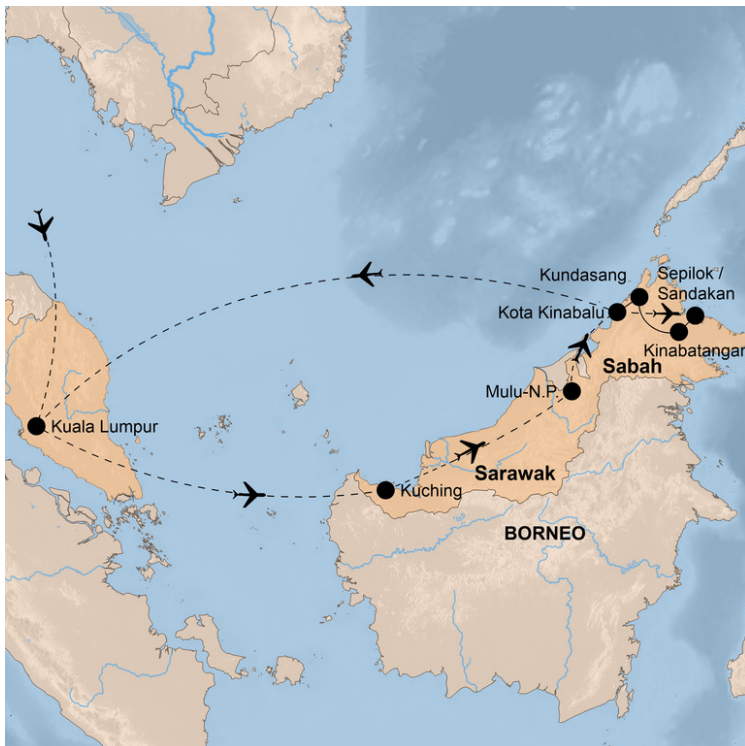 Kundasang
Sepilok /
Sandakan
Kota Kinabalu
Kinabatangan
Sabah
Mulu-N.P.
Kuala Lumpur
Sarawak
Kuching
BORNEO